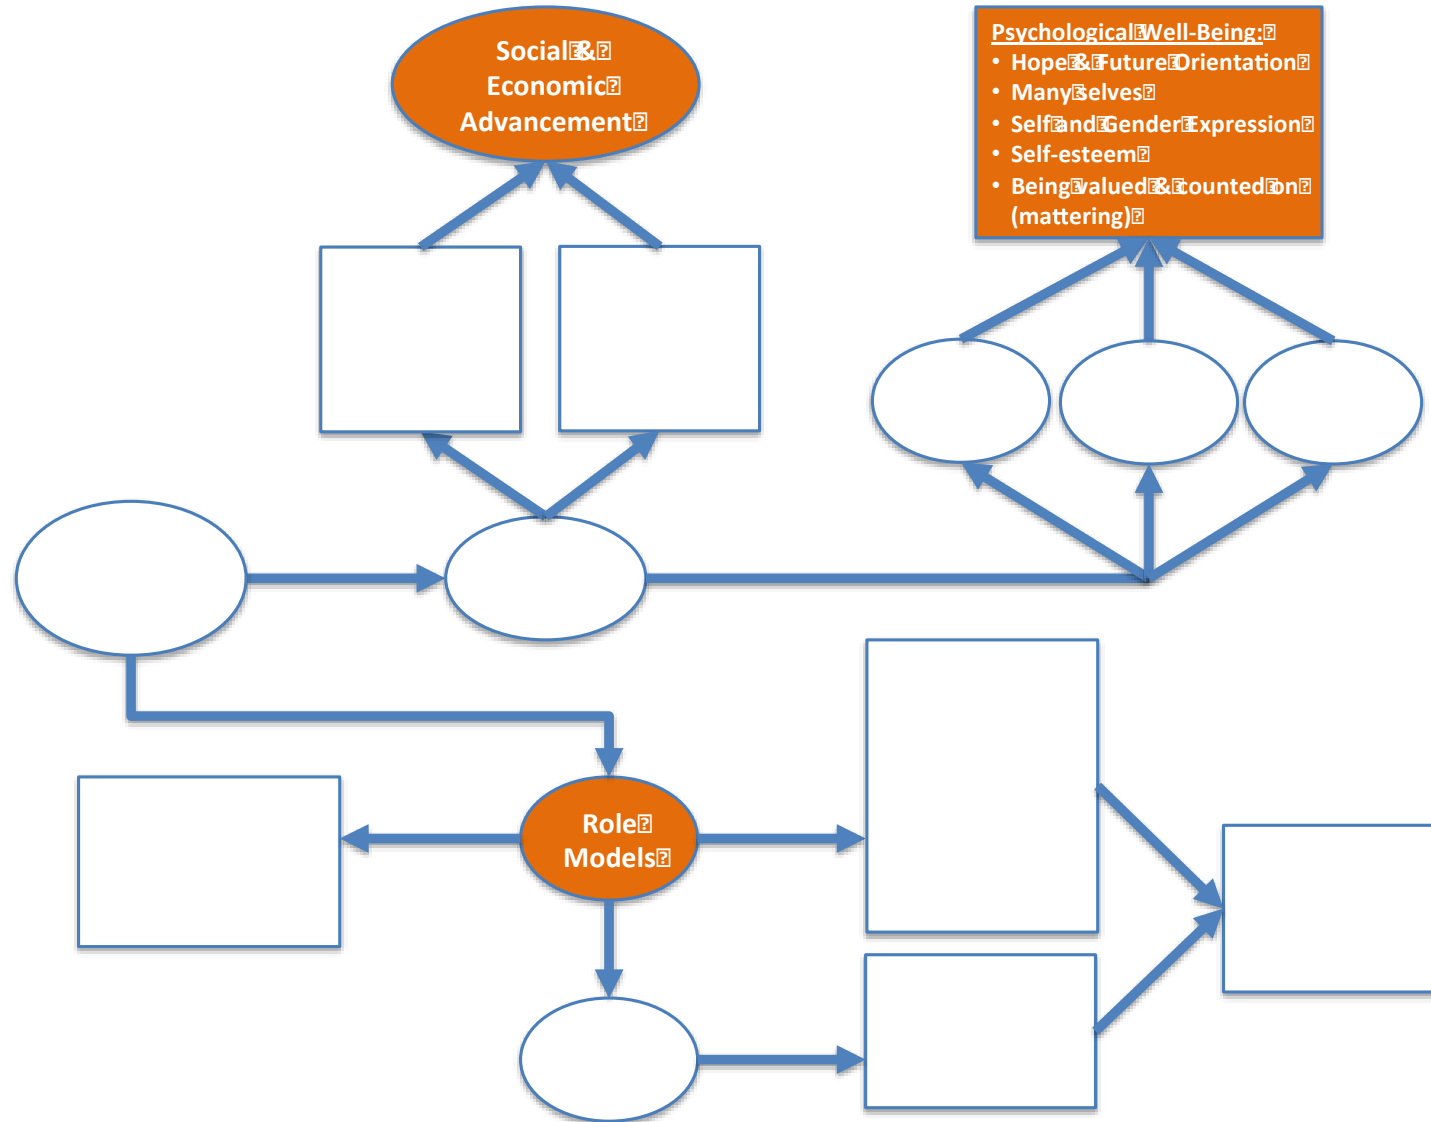 Social & 
Economic 
Advancement 
Psychological Well-Being: 
• Hope & Future Orientation 
• Many selves 
• Self and Gender Expression 
• Self-esteem 
• Being valued & counted on 
(mattering) 
Role 
Models